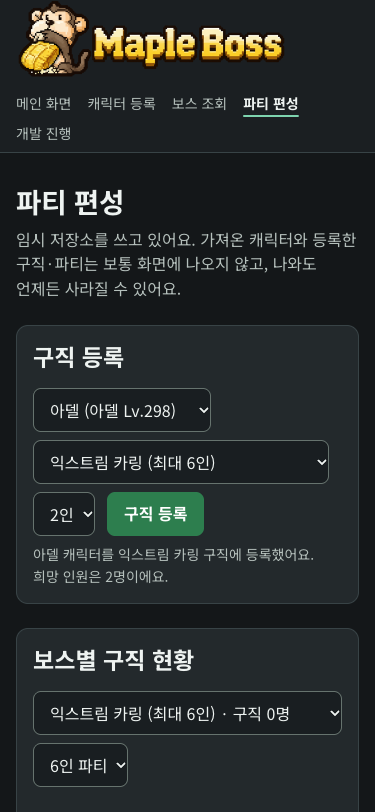 Maple Boss
메인 화면 캐릭터 등록 보스 조회 파티 편성
개발 진행
파티 편성
임시 저장소를 쓰고 있어요. 가져온 캐릭터와 등록한
구직·파티는 보통 화면에 나오지 않고, 나와도
언제든 사라질 수 있어요.
구직 등록
아델 (아델 Lv.298)
익스트림 카링 (최대 6인)
2인 구직 등록
아델 캐릭터를 익스트림 카링 구직에 등록했어요.
희망 인원은 2명이에요.
보스별 구직 현황
익스트림 카링 (최대 6인) · 구직 0명
6인 파티